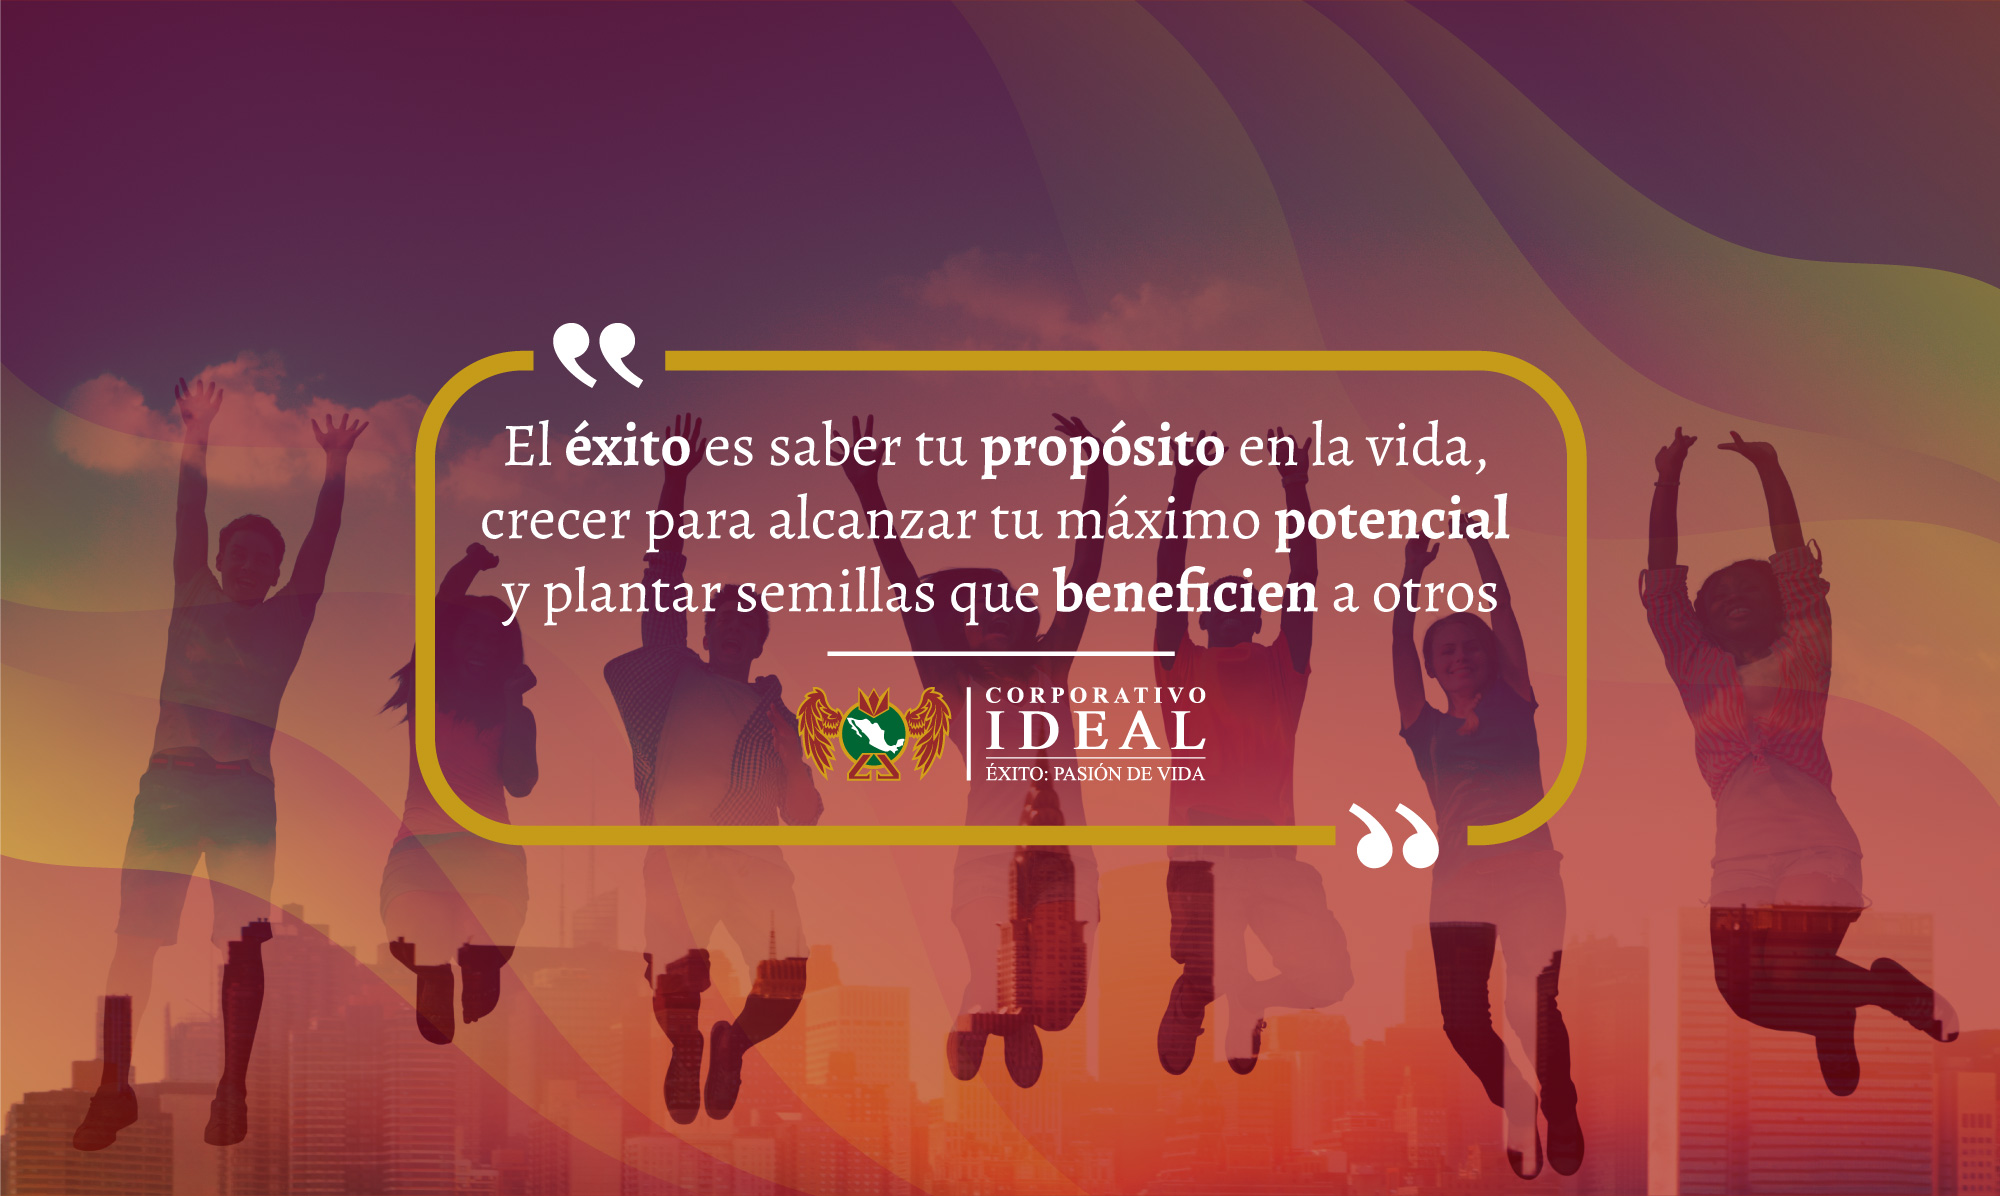 El éxito es saber tu propósito en la vida,
crecer para alcanzar tu máximo potencial
y plantar semillas que beneficien a otros
CORPORATIVO
IDEAL
ÉXITO: PASIÓN DE VIDA